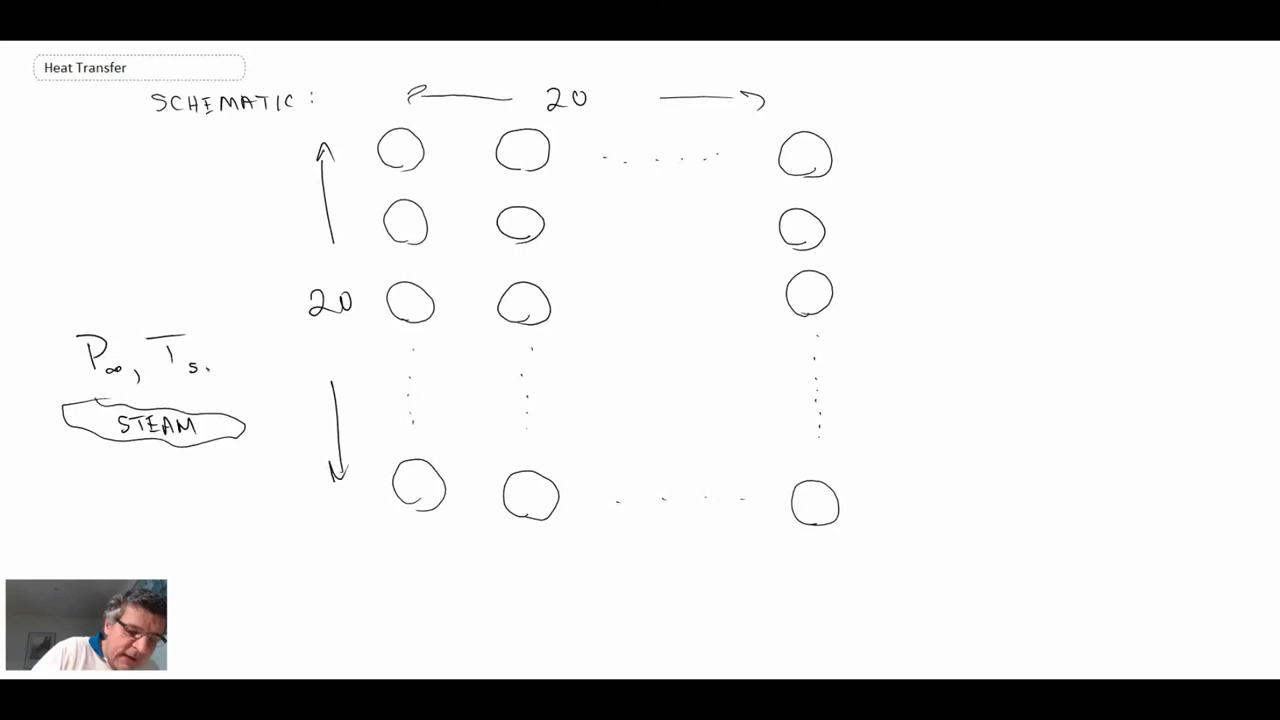 Heat Transfer
SCHEMATIC :
20
20
P∞, Ts.
STEAM